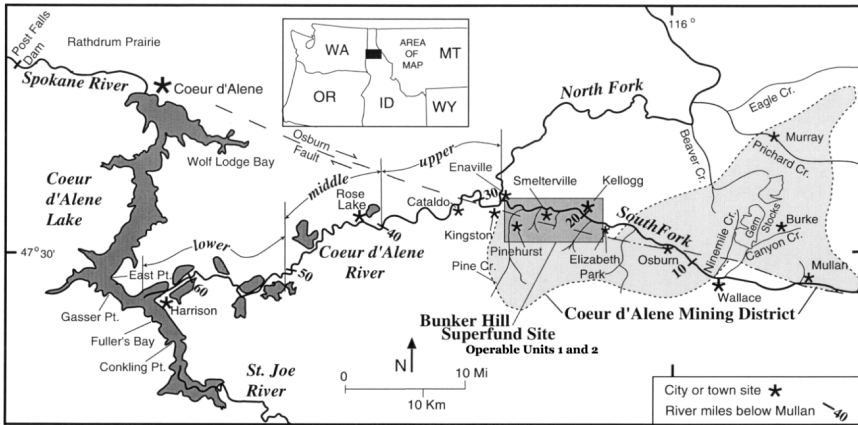 Post Falls
Dam
Rathdrum Prairie
Spokane River
Coeur d'Alene
Wolf Lodge Bay
Coeur
d'Alene
Lake
47°30'
WA
OR
ID
MT
WY
AREA
OF
MAP
116°
North Fork
Eagle Cr.
Beaver Cr.
Prichard Cr.
Murray
Osburn
Fault
upper
middle
lower
Enaville
Smelterville
Kellogg
Rose
Lake
Cataldo
30
20
40
50
60
10
Kingston
Pinehurst
Pine Cr.
Elizabeth
Park
SouthFork
Osburn
Ninemile Cr.
Gem
Stocks
Burke
Canyon Cr.
Mullan
Wallace
Coeur d'Alene
River
East Pt.
Gasser Pt.
Harrison
Fuller's Bay
Conkling Pt.
St. Joe
River
Bunker Hill
Superfund Site
Operable Units 1 and 2
Coeur d'Alene Mining District
N
0
10 Mi
10 Km
City or town site
River miles below Mullan
40